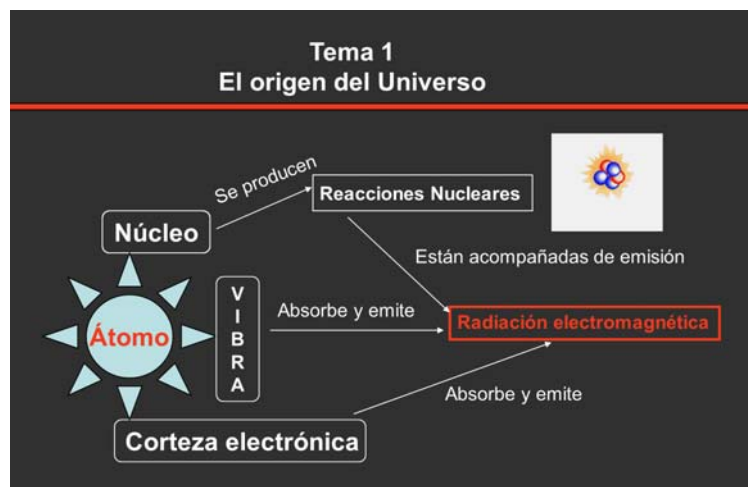 Tema 1
El origen del Universo
Se producen
Reacciones Nucleares
Núcleo
Están acompañadas de emisión
VIBRA
Absorbe y emite
Radiación electromagnética
Átomo
Absorbe y emite
Corteza electrónica